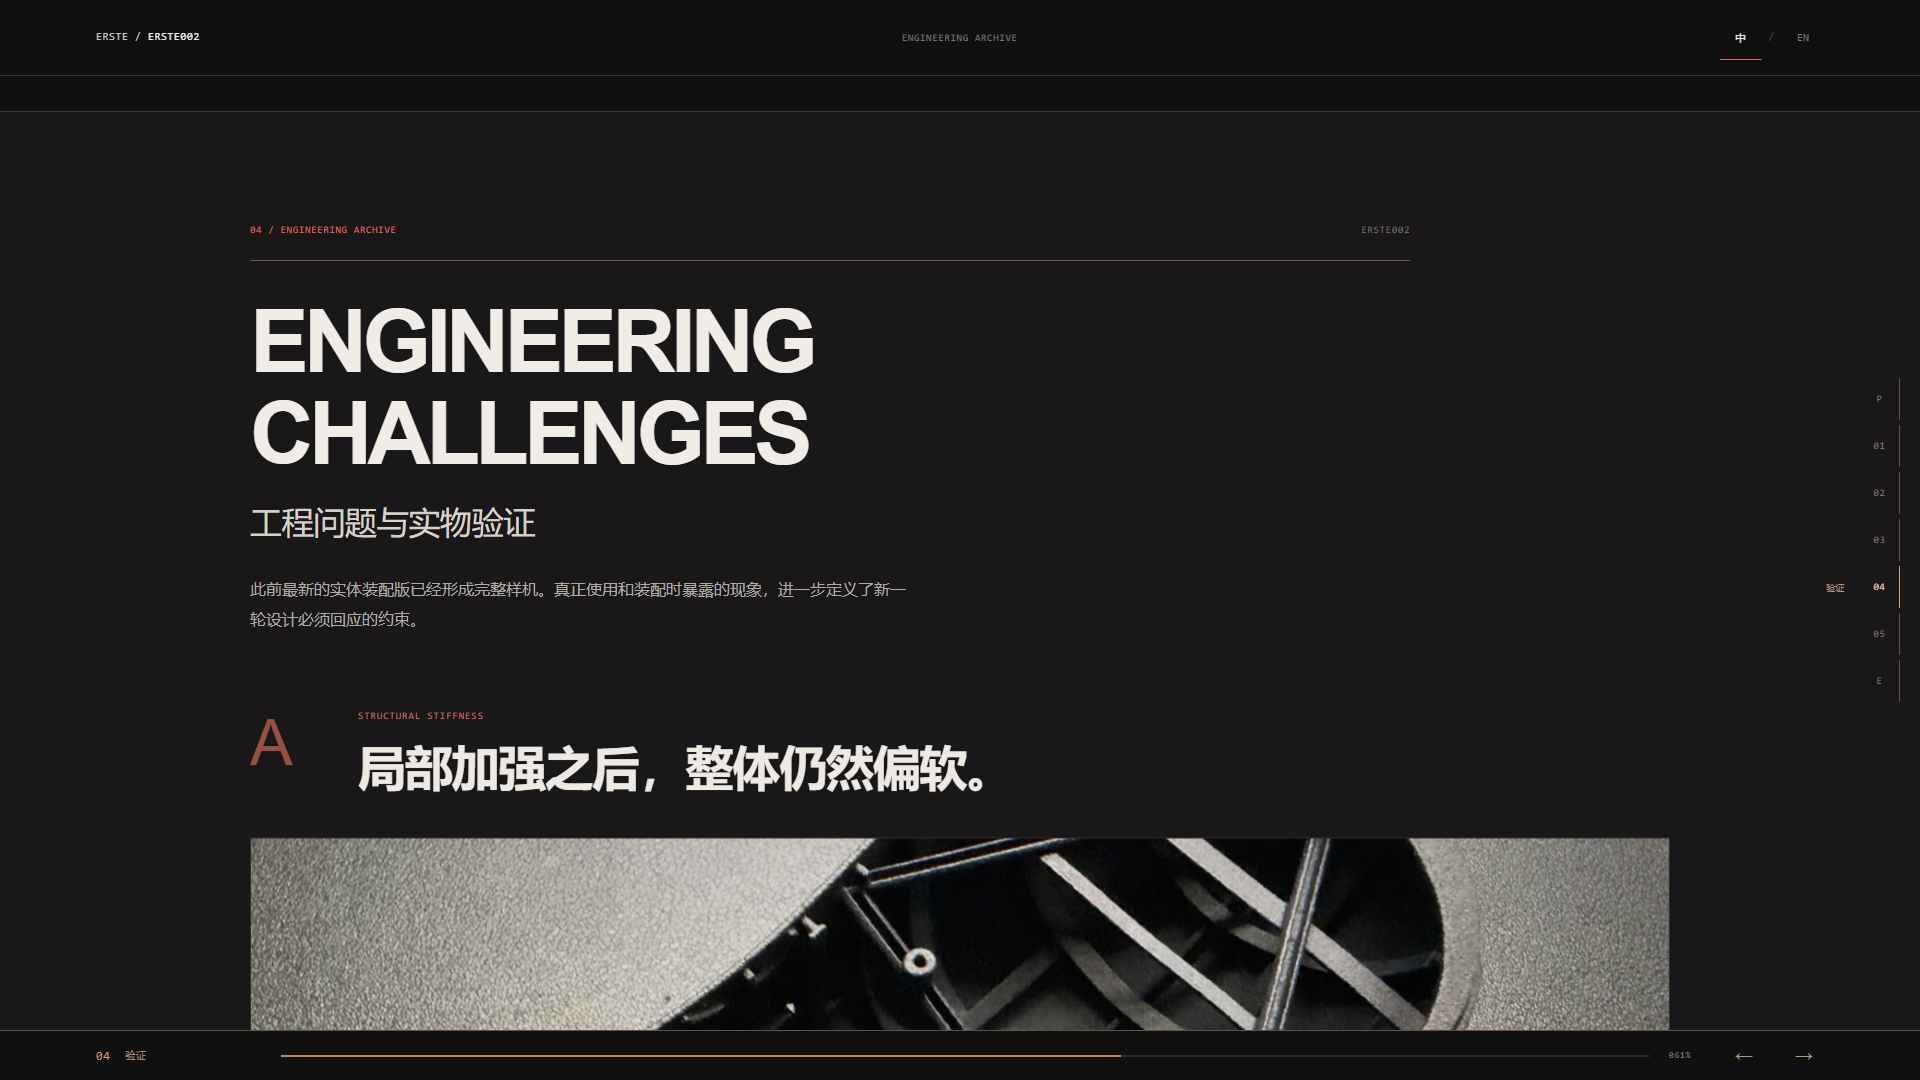 ERSTE / ERSTE002
ENGINEERING ARCHIVE
中 / EN
04 / ENGINEERING ARCHIVE
ERSTE002
ENGINEERING
CHALLENGES
工程问题与实物验证
此前最新的实体装配版已经形成完整样机。真正使用和装配时暴露的现象，进一步定义了新一
轮设计必须回应的约束。
P
01
02
03
验证 04
05
E
A
STRUCTURAL STIFFNESS
局部加强之后，整体仍然偏软。
04 验证
061%
← →